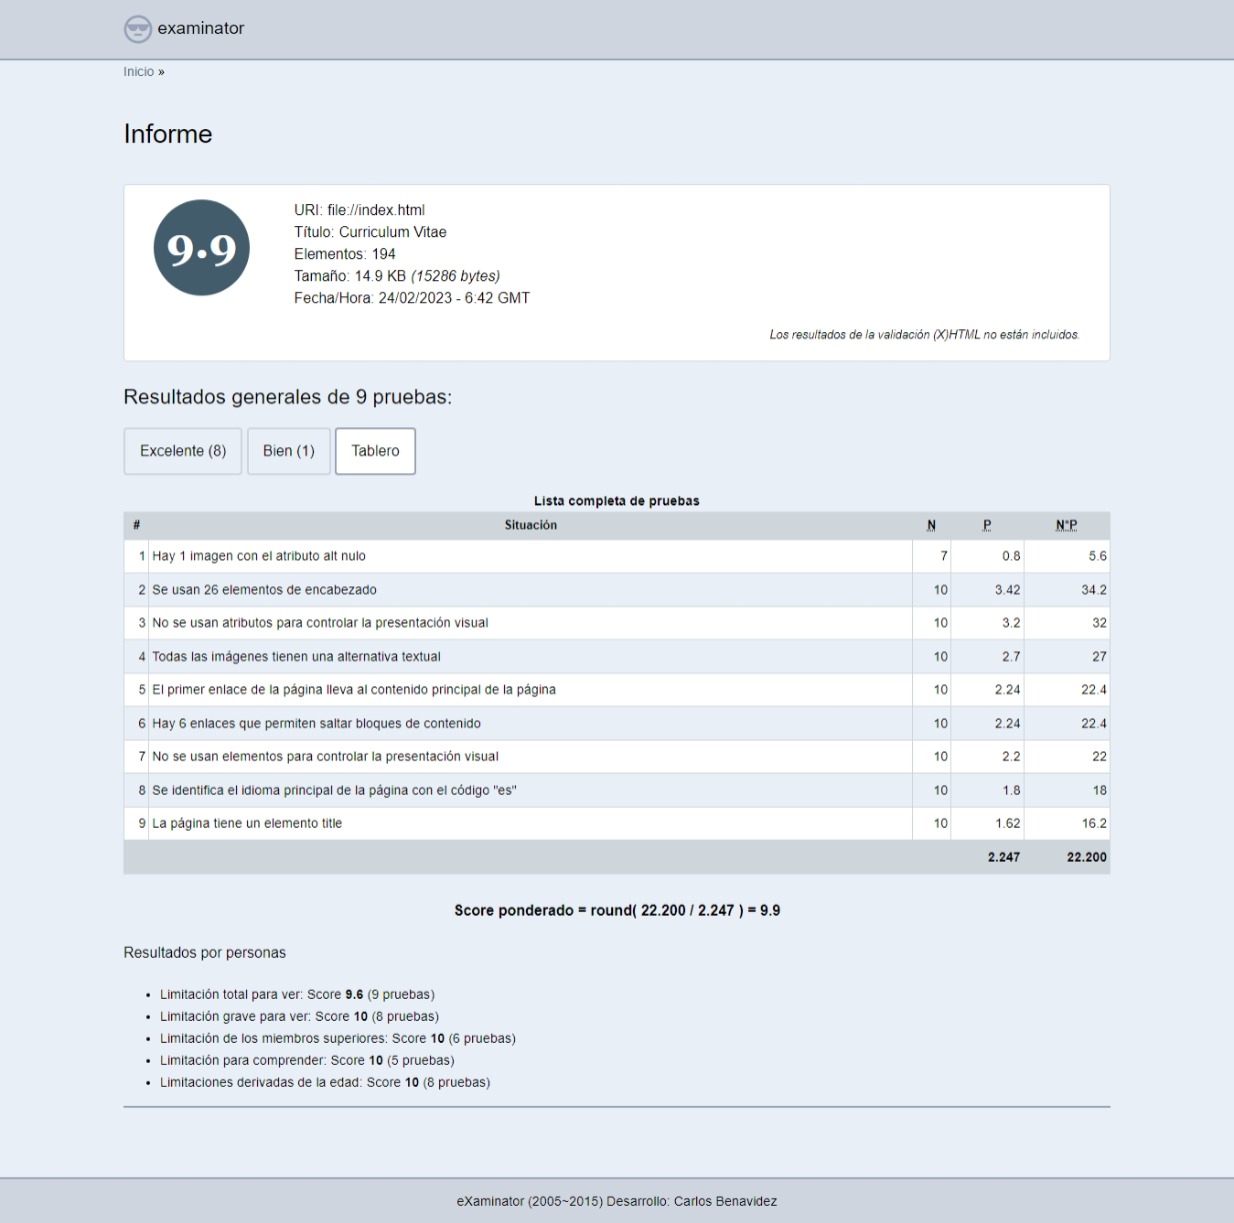 examinator
Inicio »
Informe
9.9
URI: file://index.html
Título: Curriculum Vitae
Elementos: 194
Tamaño: 14.9 KB (15286 bytes)
Fecha/Hora: 24/02/2023 - 6:42 GMT
Los resultados de la validación (X)HTML no están incluidos.
Resultados generales de 9 pruebas:
Excelente (8) Bien (1) Tablero
Lista completa de pruebas
# Situación N P N*P
1 Hay 1 imagen con el atributo alt nulo 7 0.8 5.6
2 Se usan 26 elementos de encabezado 10 3.42 34.2
3 No se usan atributos para controlar la presentación visual 10 3.2 32
4 Todas las imágenes tienen una alternativa textual 10 2.7 27
5 El primer enlace de la página lleva al contenido principal de la página 10 2.24 22.4
6 Hay 6 enlaces que permiten saltar bloques de contenido 10 2.24 22.4
7 No se usan elementos para controlar la presentación visual 10 2.2 22
8 Se identifica el idioma principal de la página con el código "es" 10 1.8 18
9 La página tiene un elemento title 10 1.62 16.2
2.247 22.200
Score ponderado = round( 22.200 / 2.247 ) = 9.9
Resultados por personas
• Limitación total para ver: Score 9.6 (9 pruebas)
• Limitación grave para ver: Score 10 (8 pruebas)
• Limitación de los miembros superiores: Score 10 (6 pruebas)
• Limitación para comprender: Score 10 (5 pruebas)
• Limitaciones derivadas de la edad: Score 10 (8 pruebas)
eXaminator (2005~2015) Desarrollo: Carlos Benavidez